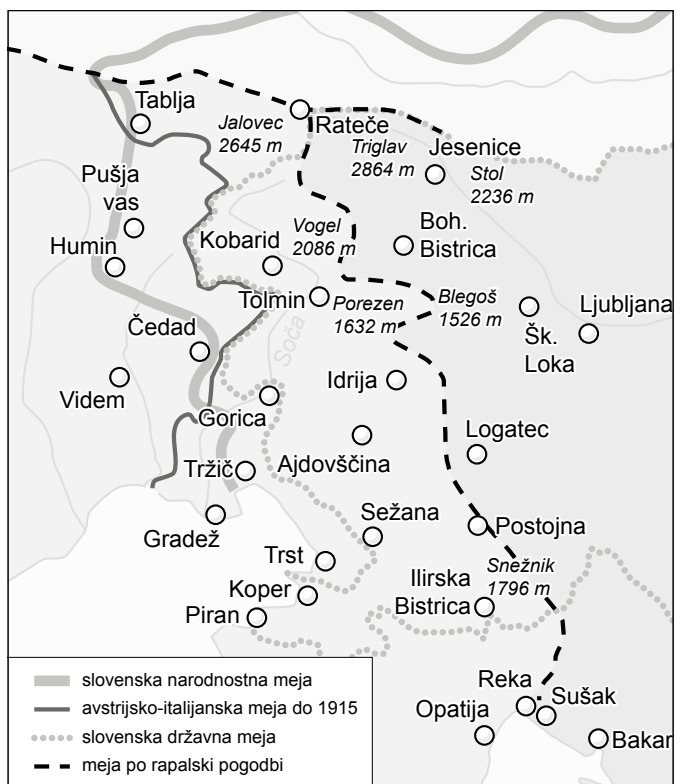 Tablja
Jalovec
2645 m
Rateče
Triglav
2864 m
Jesenice
Stol
2236 m
Pušja
vas
Humin
Kobarid
Vogel
2086 m
Boh.
Bistrica
Tolmin
Porezen
1632 m
Blegoš
1526 m
Ljubljana
Šk.
Loka
Čedad
Soča
Videm
Idrija
Gorica
Logatec
Ajdovščina
Tržič
Gradež
Sežana
Postojna
Trst
Snežnik
1796 m
Koper
Ilirska
Bistrica
Piran
Reka
Sušak
Opatija
Bakar
slovenska narodnostna meja
avstrijsko-italijanska meja do 1915
slovenska državna meja
meja po rapalski pogodbi